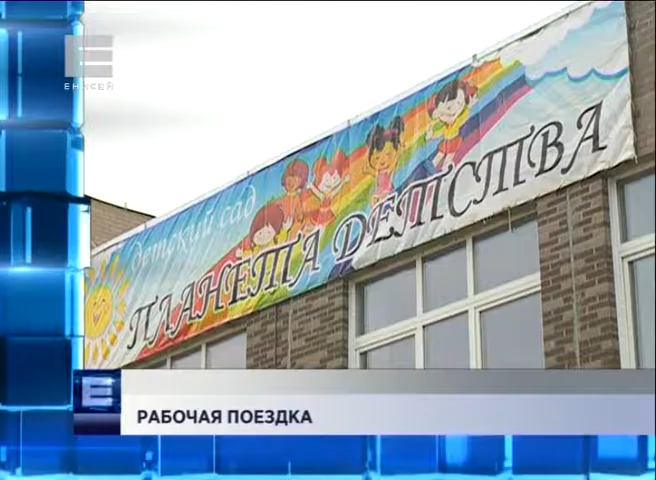 ЕНИСЕЙ
детский сад
ПЛАНЕТА ДЕТСТВА
РАБОЧАЯ ПОЕЗДКА